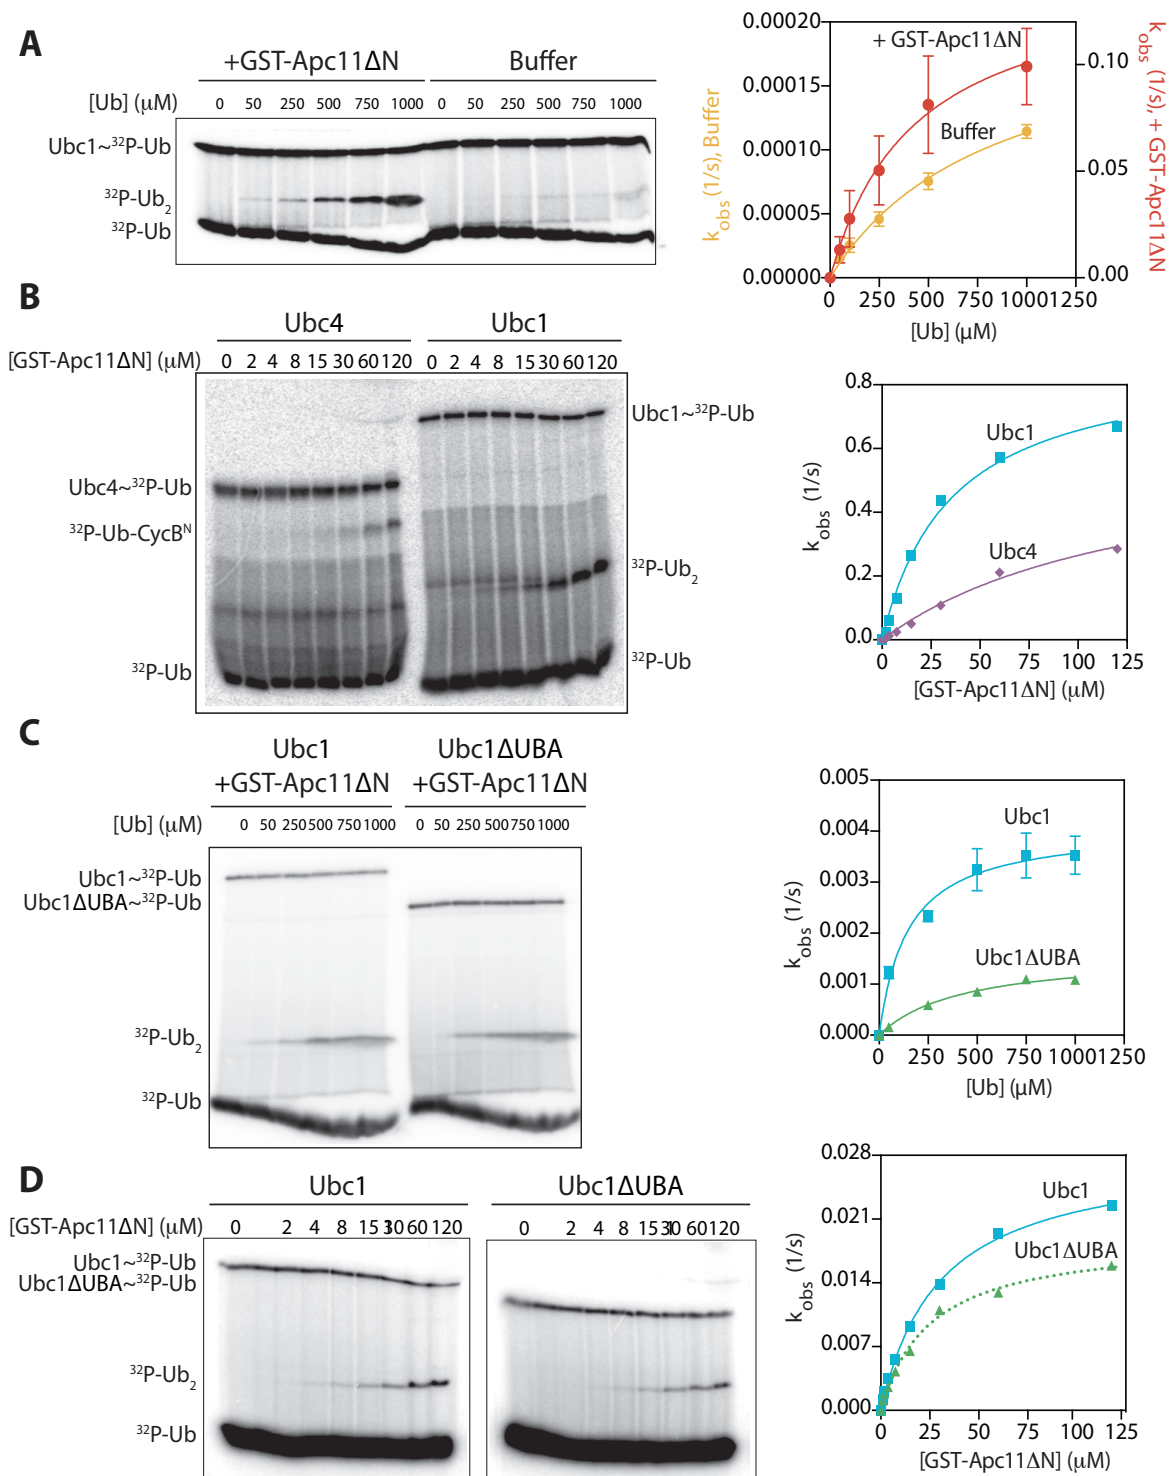 A
+GST-Apc11ΔN Buffer
[Ub] (μM) 0 50 250 500 750 1000 0 50 250 500 750 1000
Ubc1~³²P-Ub
³²P-Ub₂
³²P-Ub
0.00020
0.00015
0.00010
0.00005
0.00000
k_obs (1/s), Buffer
+ GST-Apc11ΔN
Buffer
0.10
0.05
0.00
k_obs (1/s), + GST-Apc11ΔN
0 250 500 750 1000 1250
[Ub] (μM)
B
Ubc4 Ubc1
[GST-Apc11ΔN] (μM) 0 2 4 8 15 30 60 120 0 2 4 8 15 30 60 120
Ubc4~³²P-Ub
³²P-Ub-CycBᴺ
³²P-Ub
Ubc1~³²P-Ub
³²P-Ub₂
³²P-Ub
0.8
0.6
0.4
0.2
0.0
k_obs (1/s)
Ubc1
Ubc4
0 25 50 75 100 125
[GST-Apc11ΔN] (μM)
C
Ubc1 Ubc1ΔUBA
+GST-Apc11ΔN +GST-Apc11ΔN
[Ub] (μM) 0 50 250 500 750 1000 0 50 250 500 750 1000
Ubc1~³²P-Ub
Ubc1ΔUBA~³²P-Ub
³²P-Ub₂
³²P-Ub
0.005
0.004
0.003
0.002
0.001
0.000
k_obs (1/s)
Ubc1
Ubc1ΔUBA
0 250 500 750 1000 1250
[Ub] (μM)
D
Ubc1 Ubc1ΔUBA
[GST-Apc11ΔN] (μM) 0 2 4 8 15 30 60 120 0 2 4 8 15 30 60 120
Ubc1~³²P-Ub
Ubc1ΔUBA~³²P-Ub
³²P-Ub₂
³²P-Ub
0.028
0.021
0.014
0.007
0.000
k_obs (1/s)
Ubc1
Ubc1ΔUBA
0 25 50 75 100 125
[GST-Apc11ΔN] (μM)